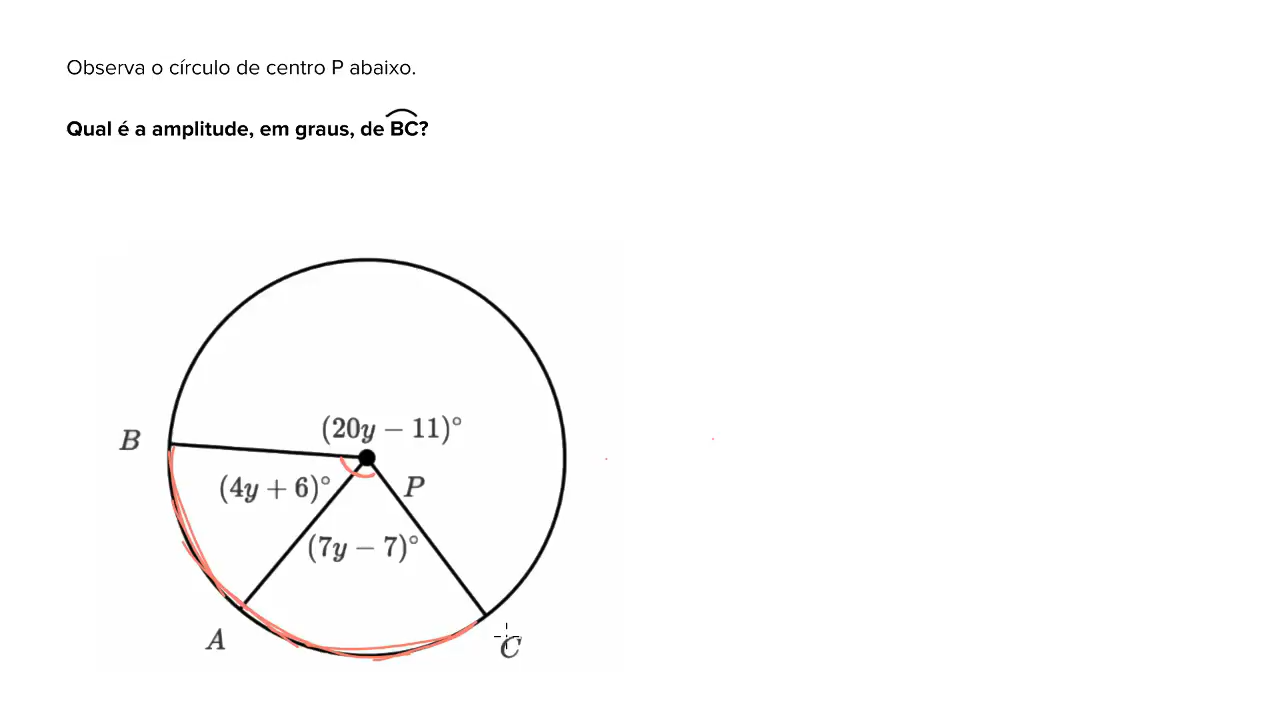 Observa o círculo de centro P abaixo.
Qual é a amplitude, em graus, de BC?
(20y − 11)°
B
(4y + 6)°
P
(7y − 7)°
A
C